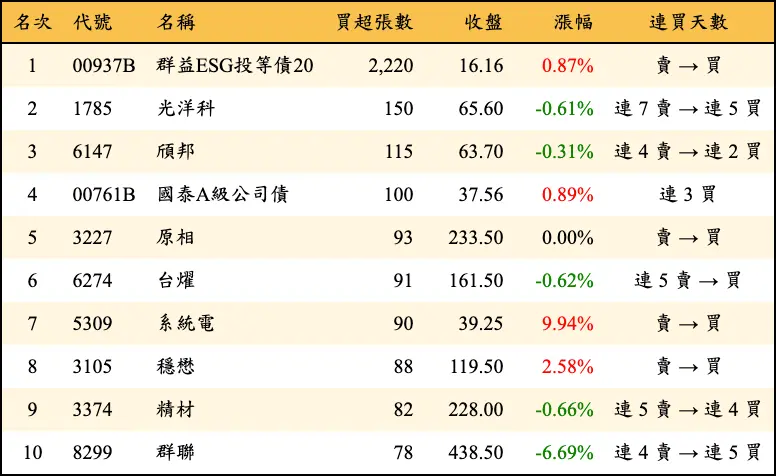 名次 代號 名稱 買超張數 收盤 漲幅 連買天數
1 00937B 群益ESG投等債20 2,220 16.16 0.87% 賣 → 買
2 1785 光洋科 150 65.60 -0.61% 連 7 賣 → 連 5 買
3 6147 頎邦 115 63.70 -0.31% 連 4 賣 → 連 2 買
4 00761B 國泰A級公司債 100 37.56 0.89% 連 3 買
5 3227 原相 93 233.50 0.00% 賣 → 買
6 6274 台燿 91 161.50 -0.62% 連 5 賣 → 買
7 5309 系統電 90 39.25 9.94% 賣 → 買
8 3105 穩懋 88 119.50 2.58% 賣 → 買
9 3374 精材 82 228.00 -0.66% 連 5 賣 → 連 4 買
10 8299 群聯 78 438.50 -6.69% 連 4 賣 → 連 5 買